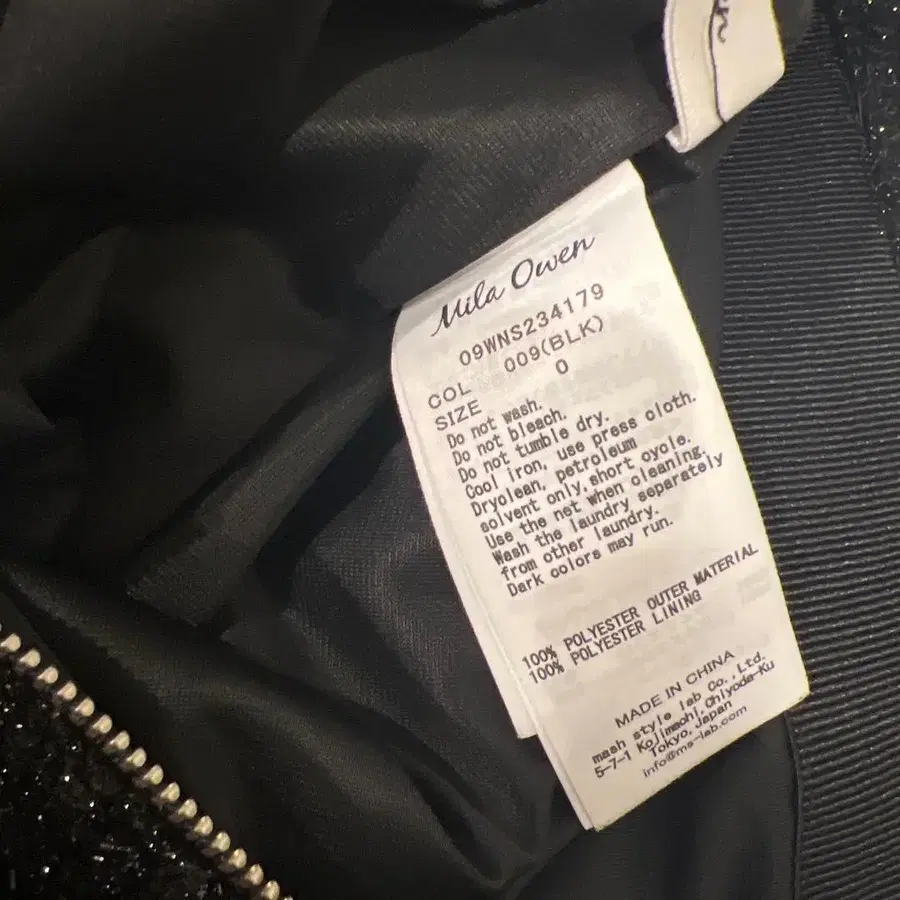 Mila Owen
09WNS234179
COL 009(BLK)
SIZE 0
Do not wash.
Do not bleach.
Do not tumble dry.
Cool iron, use press cloth.
Dryclean, petroleum
solvent only,short cycle.
Use the net when cleaning.
Wash the laundry separately
from other laundry.
Dark colors may run.
100% POLYESTER OUTER MATERIAL
100% POLYESTER LINING
MADE IN CHINA
mash style lab Co.,Ltd.
5-7-1 Kojimachi,Chiyoda-Ku
Tokyo,Japan
info@ms-lab.com